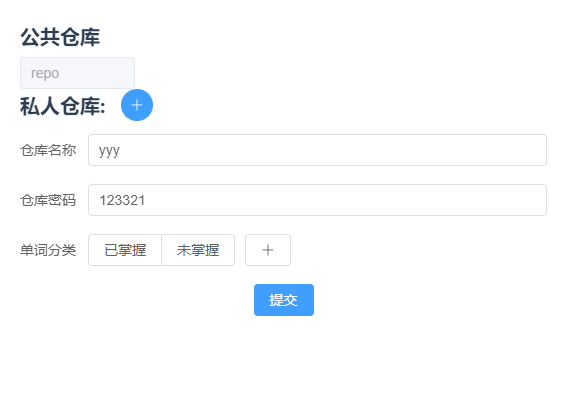 公共仓库
repo
私人仓库:
仓库名称 yyy
仓库密码 123321
单词分类 已掌握 未掌握
提交